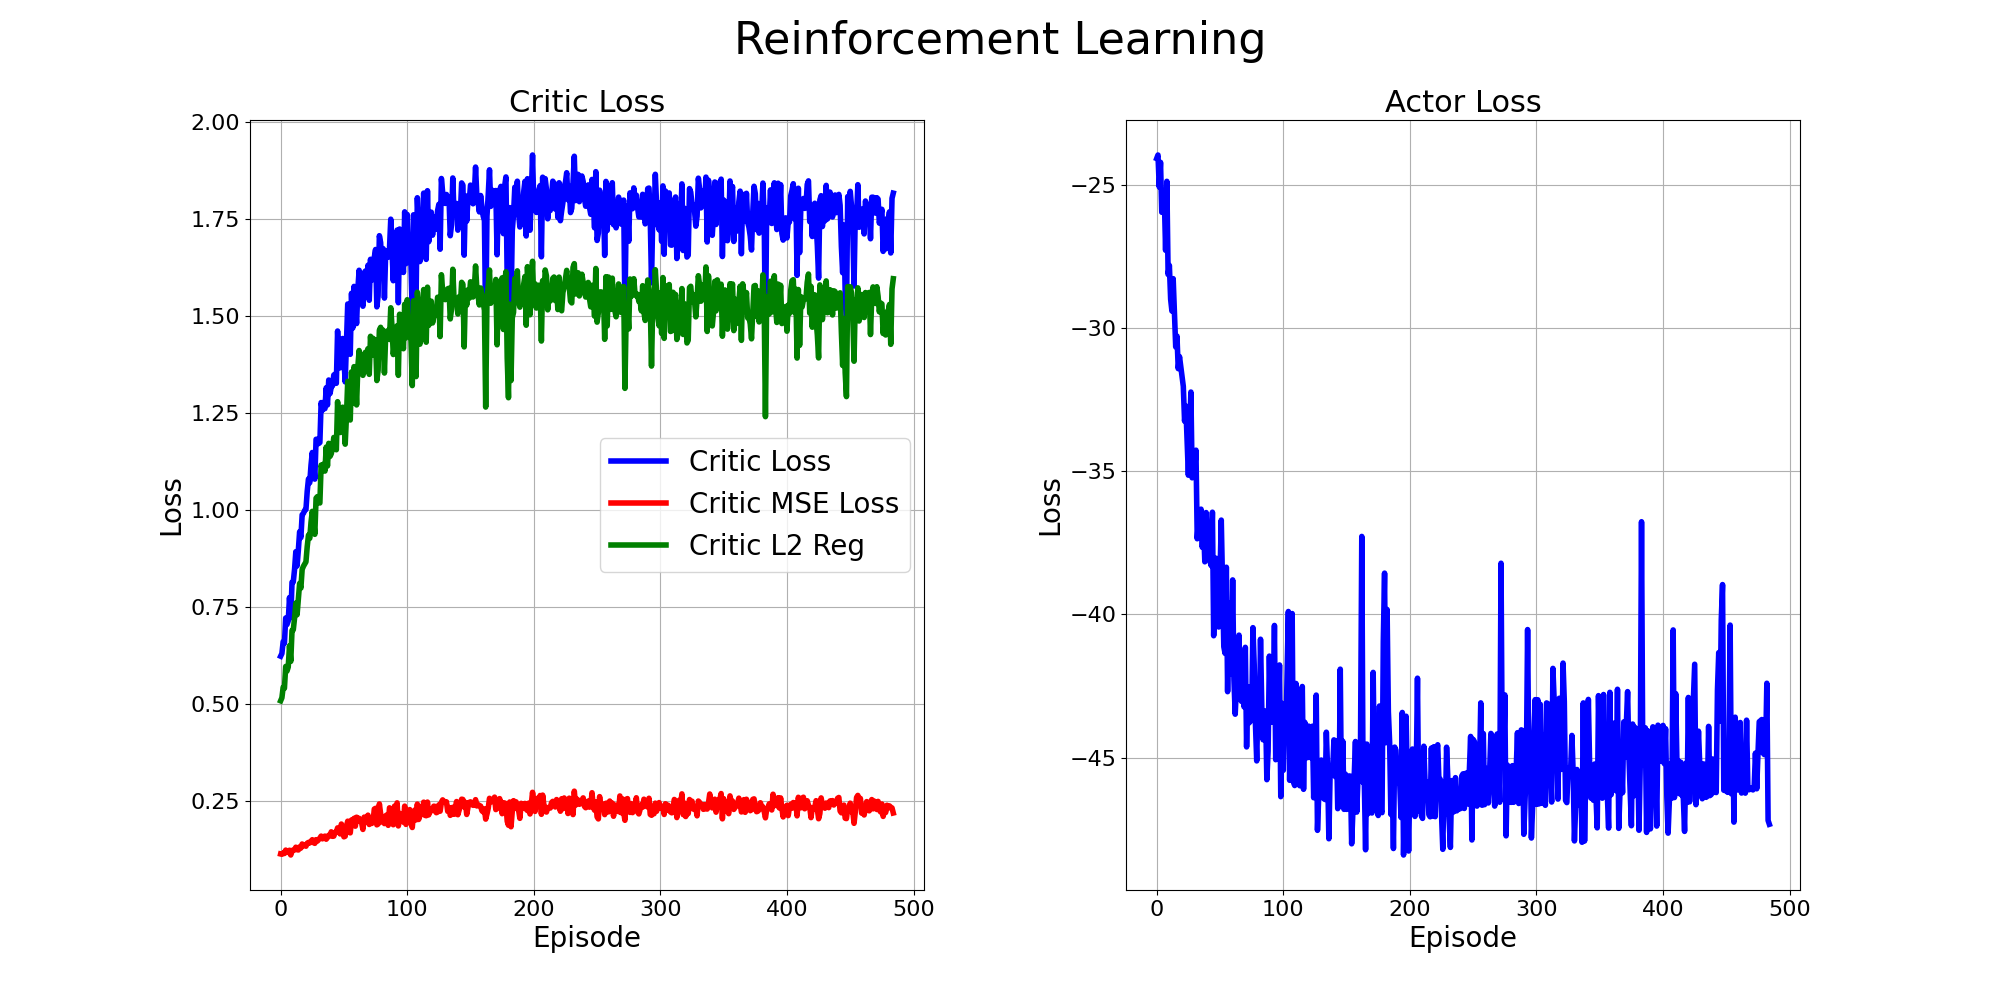 Reinforcement Learning
Critic Loss
2.00
1.75
1.50
1.25
1.00
0.75
0.50
0.25
Loss
0
100
200
300
400
500
Episode
Critic Loss
Critic MSE Loss
Critic L2 Reg
Actor Loss
−25
−30
−35
−40
−45
Loss
0
100
200
300
400
500
Episode